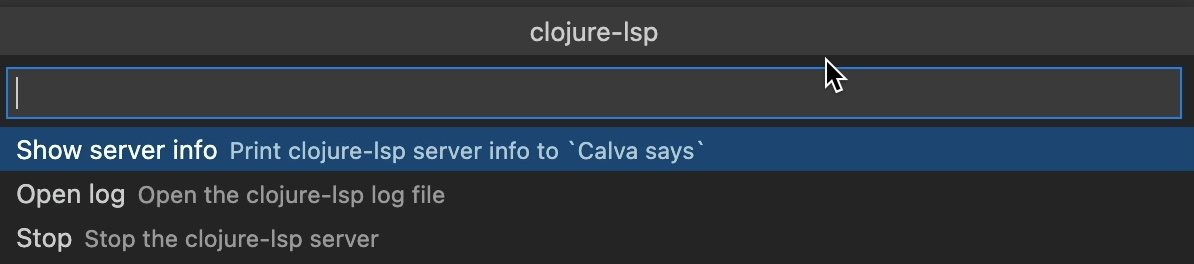 clojure-lsp
Show server info Print clojure-lsp server info to `Calva says`
Open log Open the clojure-lsp log file
Stop Stop the clojure-lsp server